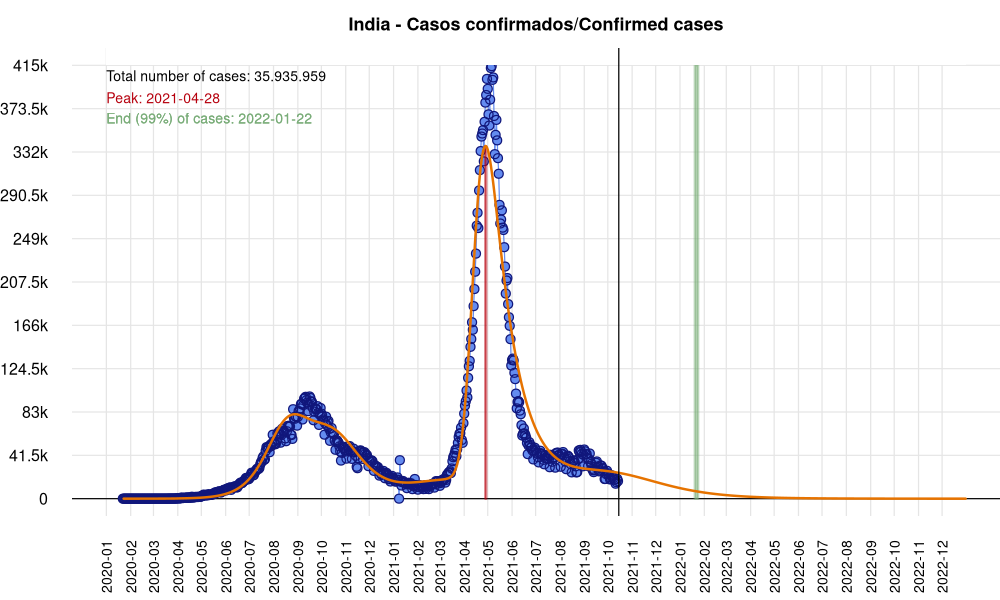 India - Casos confirmados/Confirmed cases
Total number of cases: 35.935.959
Peak: 2021-04-28
End (99%) of cases: 2022-01-22
415k
373.5k
332k
290.5k
249k
207.5k
166k
124.5k
83k
41.5k
0
2020-01
2020-02
2020-03
2020-04
2020-05
2020-06
2020-07
2020-08
2020-09
2020-10
2020-11
2020-12
2021-01
2021-02
2021-03
2021-04
2021-05
2021-06
2021-07
2021-08
2021-09
2021-10
2021-11
2021-12
2022-01
2022-02
2022-03
2022-04
2022-05
2022-06
2022-07
2022-08
2022-09
2022-10
2022-11
2022-12